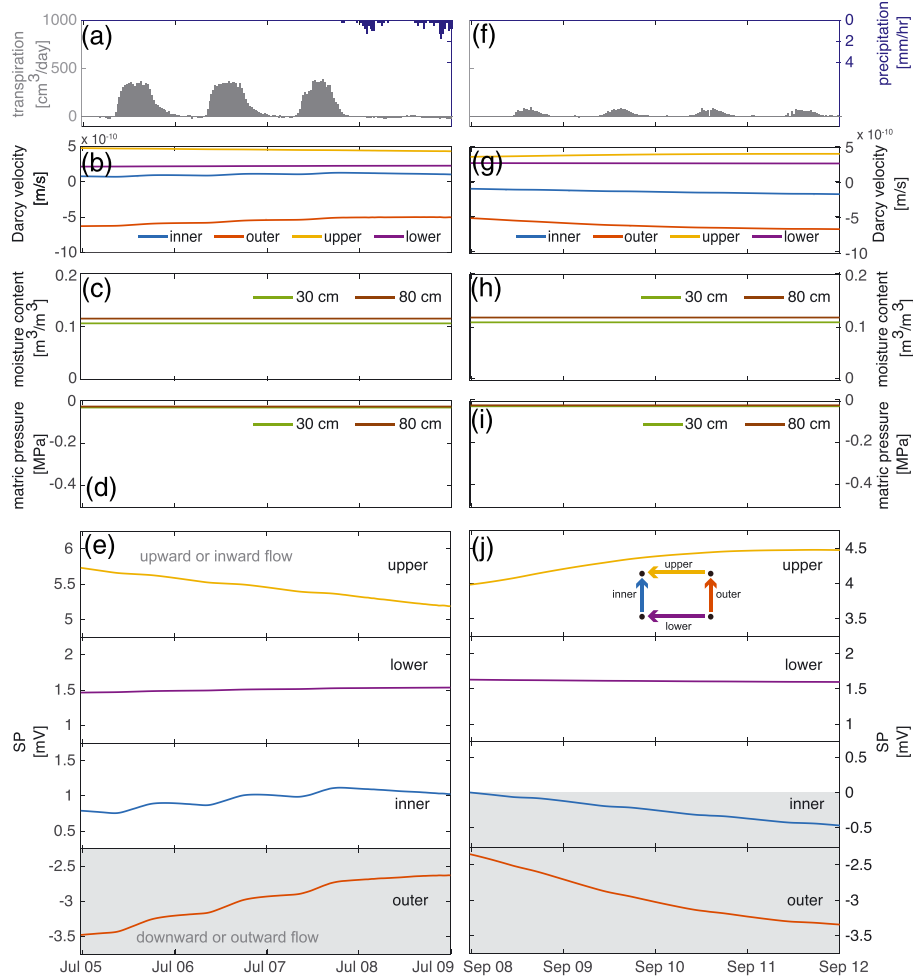 1000
500
0
transpiration
[cm³/day]
(a)
(f)
0
2
4
precipitation
[mm/hr]
x 10⁻¹⁰
5
0
-5
-10
Darcy velocity
[m/s]
(b)
inner outer upper lower
x 10⁻¹⁰
(g)
inner outer upper lower
5
0
-5
-10
Darcy velocity
[m/s]
0.2
0.1
0
moisture content
[m³/m³]
(c)
30 cm 80 cm
(h)
30 cm 80 cm
0.2
0.1
0
moisture content
[m³/m³]
0
-0.2
-0.4
matric pressure
[MPa]
30 cm 80 cm
(d)
(i)
30 cm 80 cm
0
-0.2
-0.4
matric pressure
[MPa]
(e)
upward or inward flow
upper
6
5.5
5
lower
2
1.5
1
SP
[mV]
inner
1
0.5
outer
-2.5
-3
-3.5
downward or outward flow
Jul 05 Jul 06 Jul 07 Jul 08 Jul 09
(j)
upper
upper
inner
outer
lower
4.5
4
3.5
lower
2
1.5
1
SP
[mV]
inner
0.5
0
-0.5
outer
-2.5
-3
-3.5
Sep 08 Sep 09 Sep 10 Sep 11 Sep 12